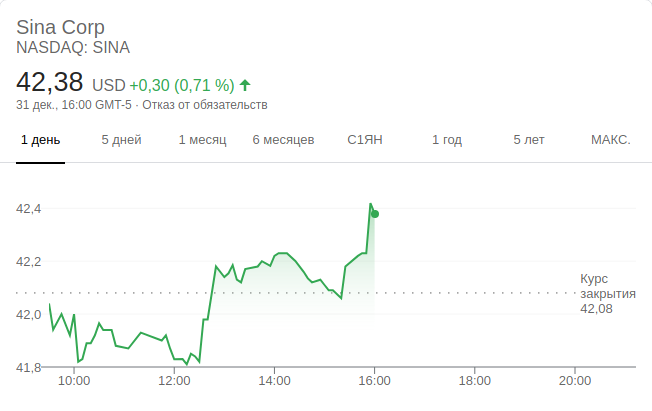 Sina Corp
NASDAQ: SINA
42,38 USD +0,30 (0,71 %)
31 дек., 16:00 GMT-5 · Отказ от обязательств
1 день 5 дней 1 месяц 6 месяцев С1ЯН 1 год 5 лет МАКС.
42,4
42,2
Курс
закрытия
42,08
42,0
41,8
10:00 12:00 14:00 16:00 18:00 20:00